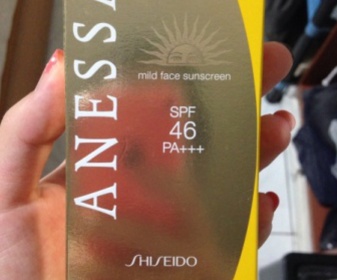 ANESSA
mild face sunscreen
SPF
46
PA+++
SHISEIDO